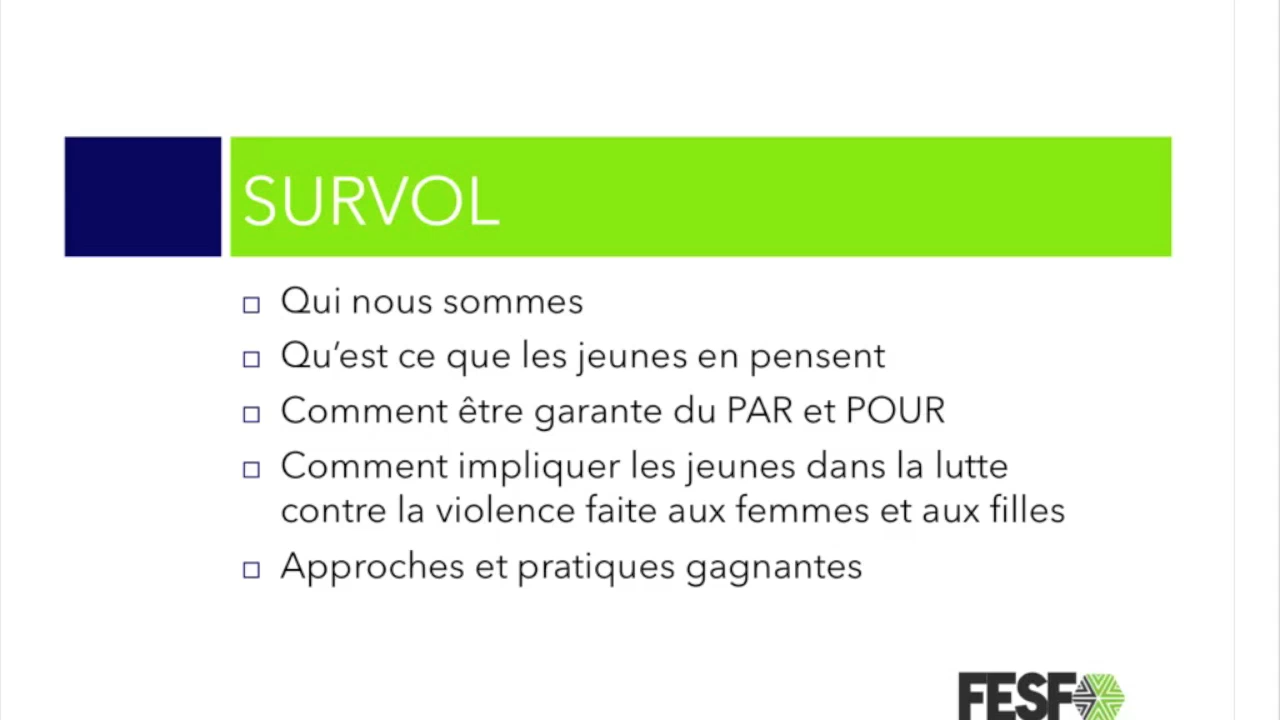 SURVOL
Qui nous sommes
Qu’est ce que les jeunes en pensent
Comment être garante du PAR et POUR
Comment impliquer les jeunes dans la lutte
contre la violence faite aux femmes et aux filles
Approches et pratiques gagnantes
FESFO